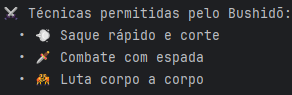 ⚔️ Técnicas permitidas pelo Bushidō:
• 💨 Saque rápido e corte
• 🗡️ Combate com espada
• 🤼 Luta corpo a corpo